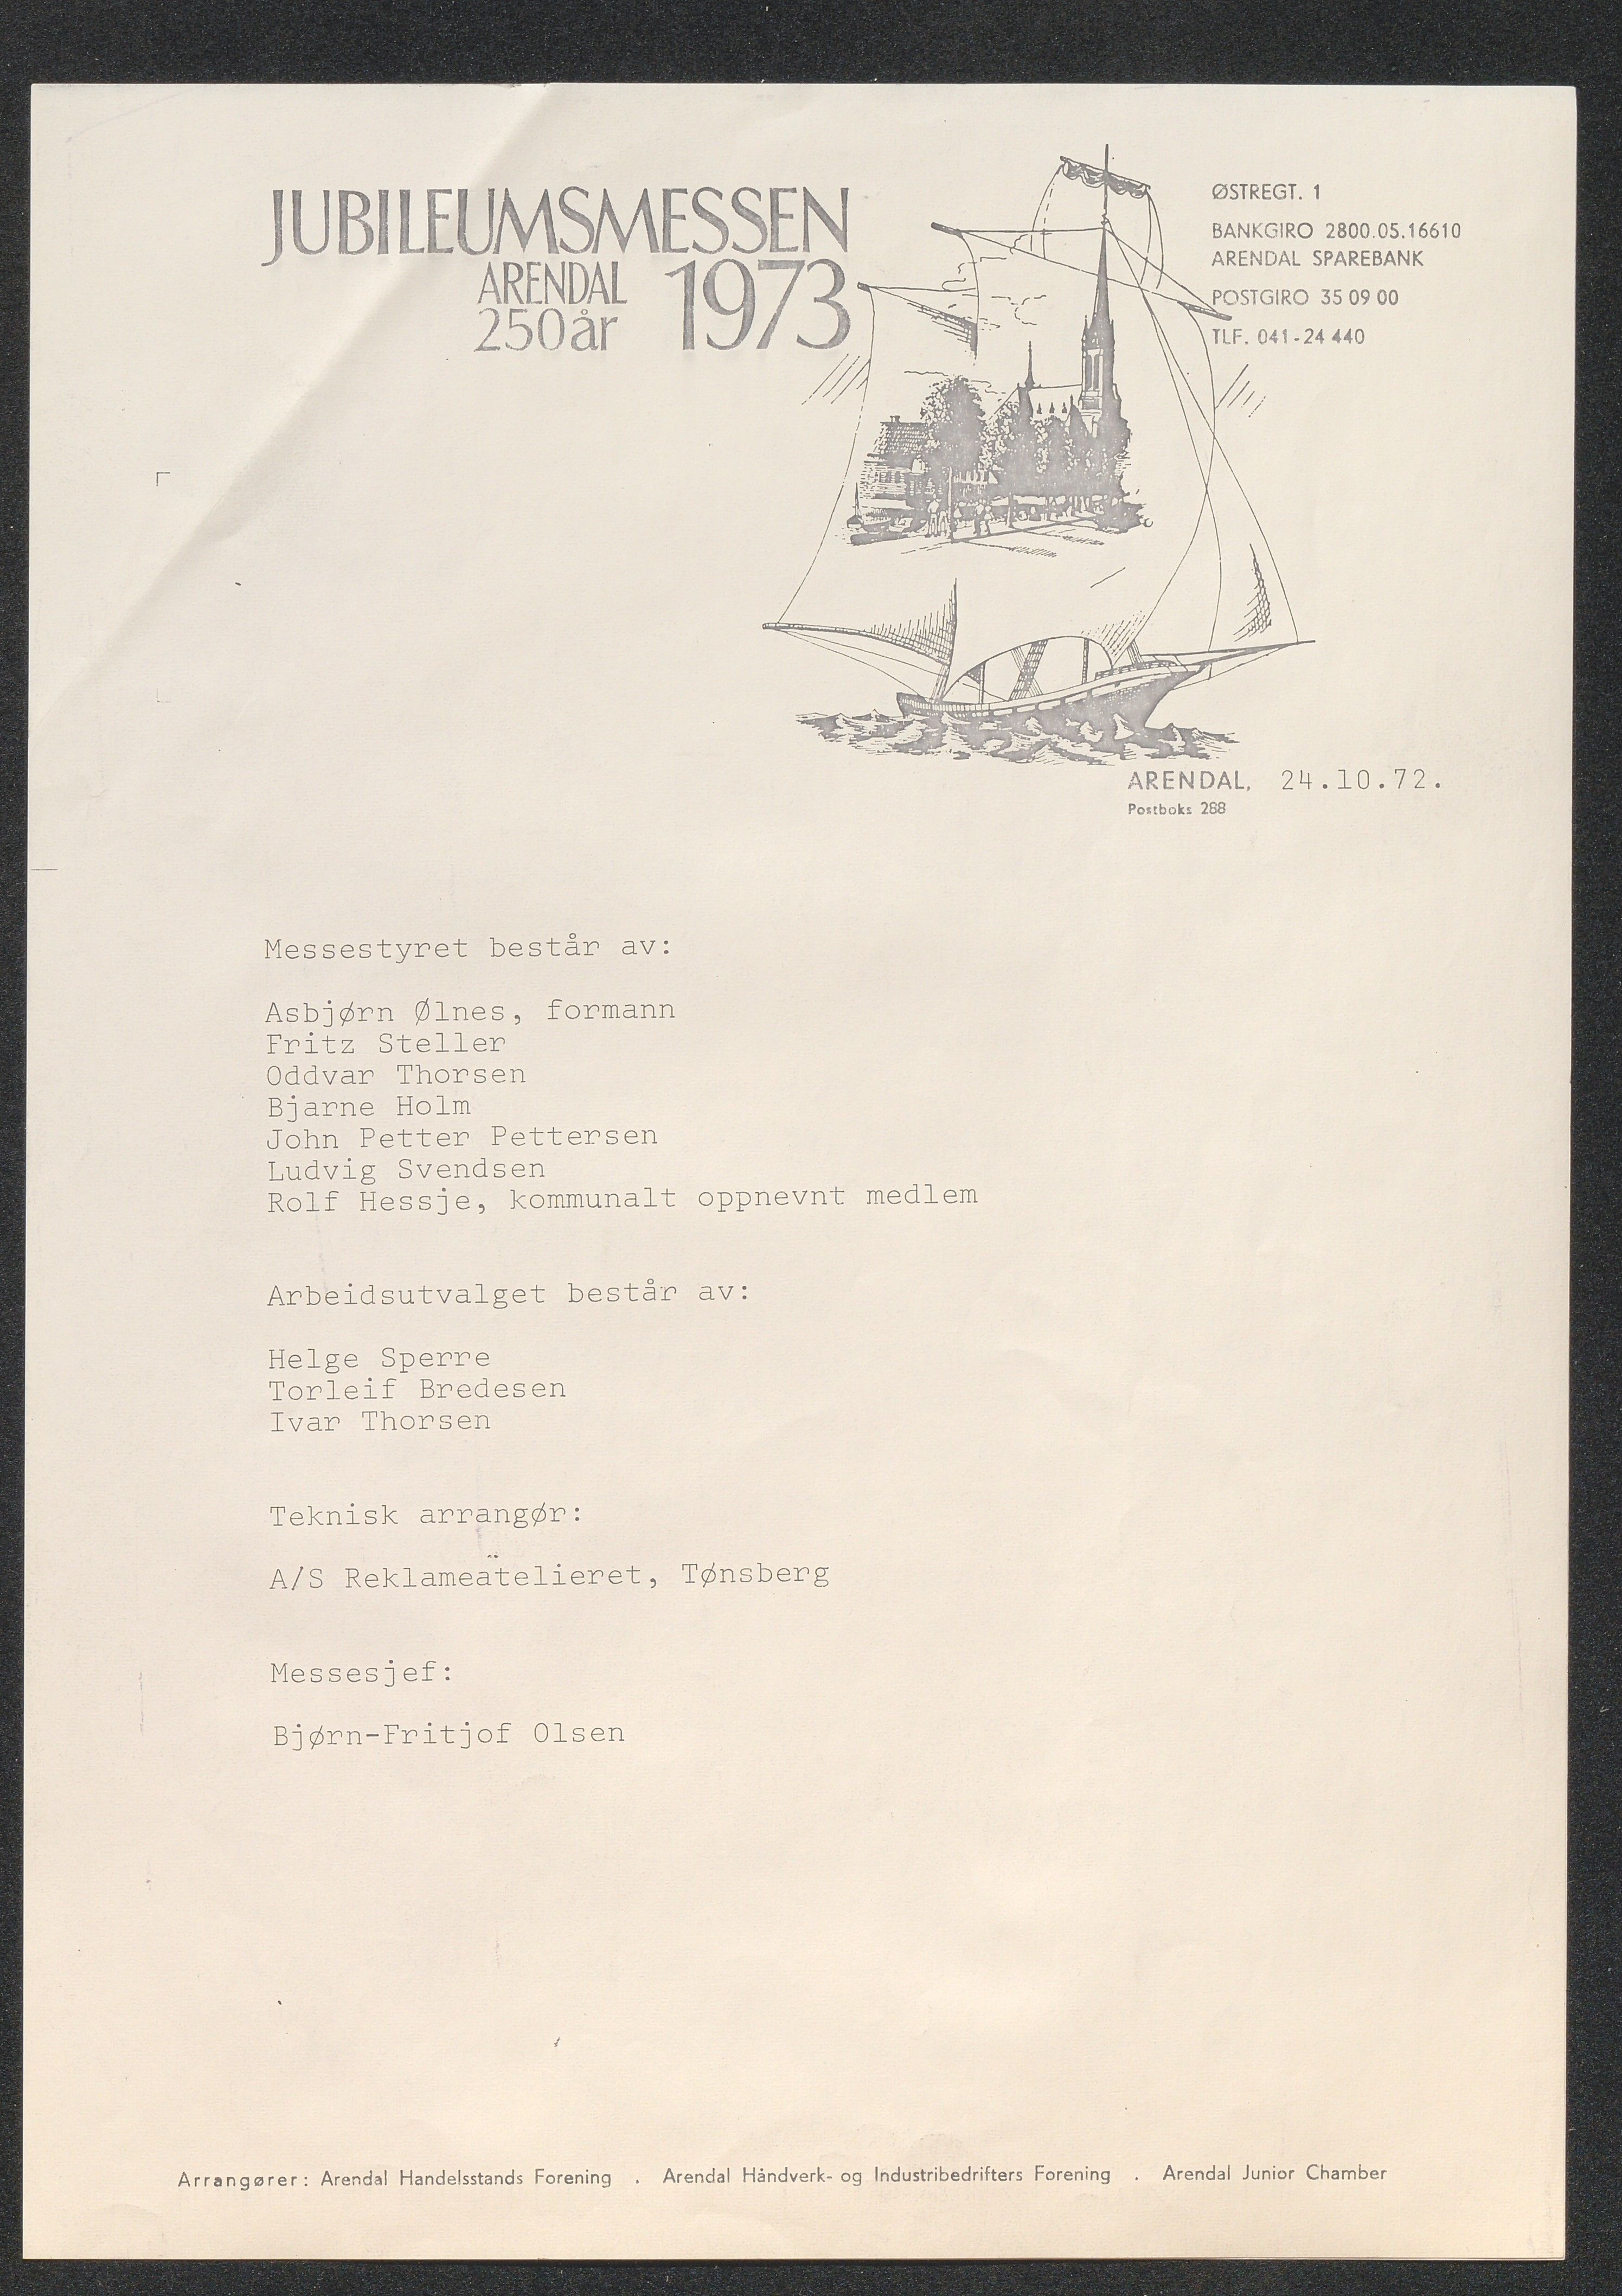 JUBILEUMSMESSEN
ARENDAL 1973
250 år
ØSTREGT. 1
BANKGIRO 2800.05.16610
ARENDAL SPAREBANK
POSTGIRO 35 09 00
TLF. 041-24 440
ARENDAL, 24.10.72.
Postboks 288
Messestyret består av:
Asbjørn Ølnes, formann
Fritz Steller
Oddvar Thorsen
Bjarne Holm
John Petter Pettersen
Ludvig Svendsen
Rolf Hessje, kommunalt oppnevnt medlem
Arbeidsutvalget består av:
Helge Sperre
Torleif Bredesen
Ivar Thorsen
Teknisk arrangør:
A/S Reklameatelieret, Tønsberg
Messesjef:
Bjørn-Fritjof Olsen
Arrangører: Arendal Handelsstands Forening . Arendal Håndverk- og Industribedrifters Forening . Arendal Junior Chamber